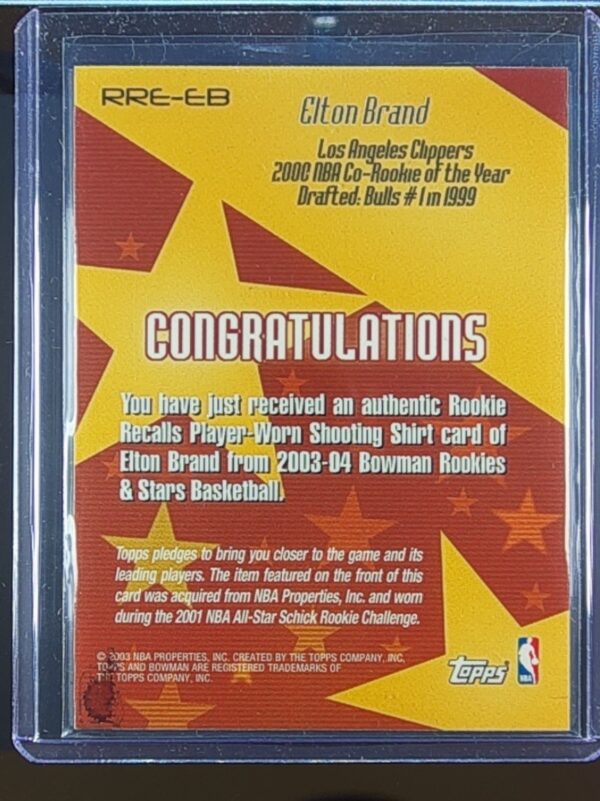 RRE-EB
Elton Brand
Los Angeles Clippers
2000 NBA Co-Rookie of the Year
Drafted: Bulls #1 in 1999
CONGRATULATIONS
You have just received an authentic Rookie
Recalls Player-Worn Shooting Shirt card of
Elton Brand from 2003-04 Bowman Rookies
& Stars Basketball.
Topps pledges to bring you closer to the game and its
leading players. The item featured on the front of this
card was acquired from NBA Properties, Inc. and worn
during the 2001 NBA All-Star Schick Rookie Challenge.
© 2003 NBA PROPERTIES, INC. CREATED BY THE TOPPS COMPANY, INC.
TOPPS AND BOWMAN ARE REGISTERED TRADEMARKS OF
THE TOPPS COMPANY, INC.
topps
NBA